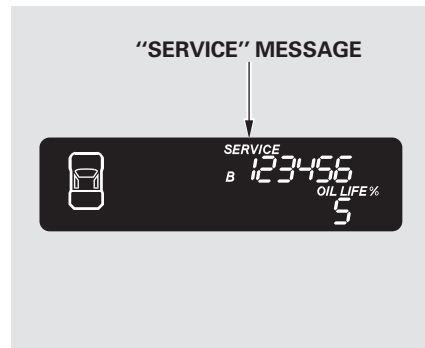 “SERVICE” MESSAGE
SERVICE
B 123456
OIL LIFE %
5